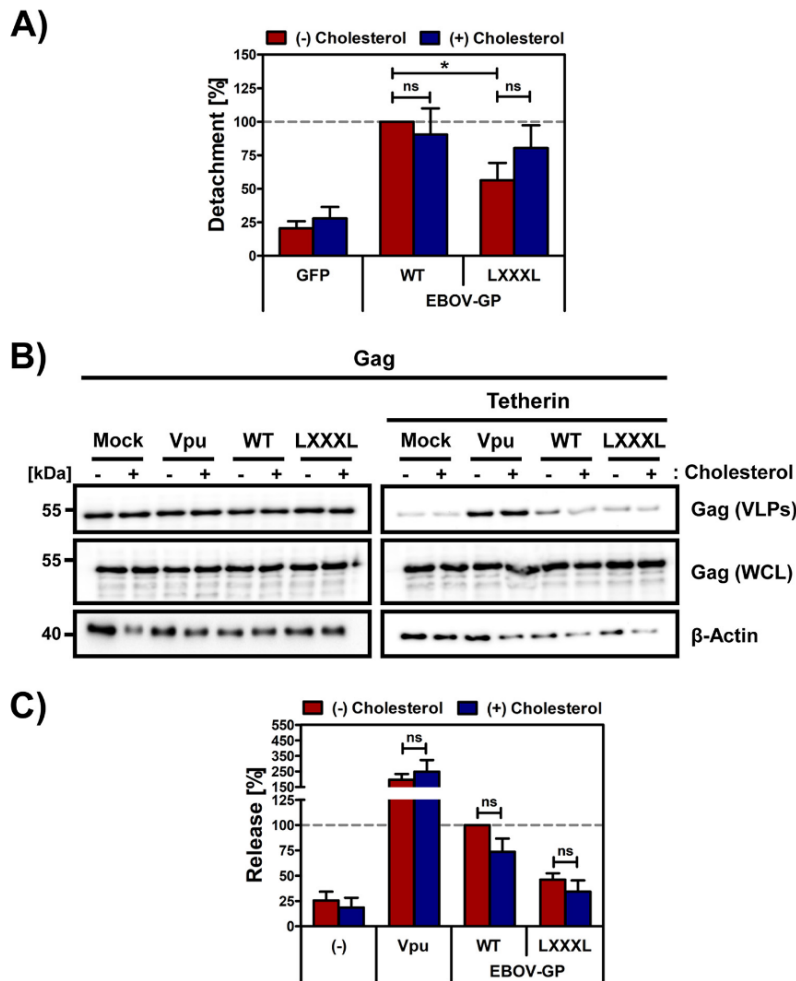 A)
(-) Cholesterol (+) Cholesterol
Detachment [%]
150
125
100
75
50
25
0
*
ns ns
GFP WT LXXXL
EBOV-GP
B)
Gag
Tetherin
Mock Vpu WT LXXXL Mock Vpu WT LXXXL
[kDa] - + - + - + - + - + - + - + - + : Cholesterol
55 Gag (VLPs)
55 Gag (WCL)
40 β-Actin
C)
(-) Cholesterol (+) Cholesterol
Release [%]
550
450
350
250
150
125
100
75
50
25
0
ns ns ns
(-) Vpu WT LXXXL
EBOV-GP